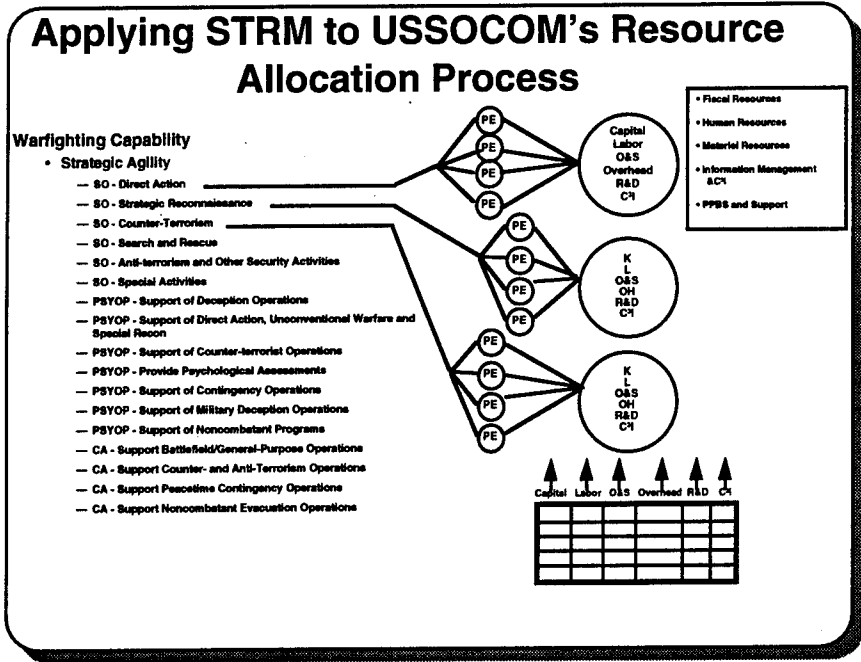 Applying STRM to USSOCOM's Resource
Allocation Process
Warfighting Capability
• Strategic Agility
— SO - Direct Action
— SO - Strategic Reconnaissance
— SO - Counter-Terrorism
— SO - Search and Rescue
— SO - Anti-terrorism and Other Security Activities
— SO - Special Activities
— PSYOP - Support of Deception Operations
— PSYOP - Support of Direct Action, Unconventional Warfare and
Special Recon
— PSYOP - Support of Counter-terrorist Operations
— PSYOP - Provide Psychological Assessments
— PSYOP - Support of Contingency Operations
— PSYOP - Support of Military Deception Operations
— PSYOP - Support of Noncombatant Programs
— CA - Support Battlefield/General-Purpose Operations
— CA - Support Counter- and Anti-Terrorism Operations
— CA - Support Peacetime Contingency Operations
— CA - Support Noncombatant Evacuation Operations
PE
PE
PE
PE
Capital
Labor
O&S
Overhead
R&D
C³I
• Fiscal Resources
• Human Resources
• Materiel Resources
• Information Management
&C³I
• PPBS and Support
PE
PE
PE
PE
K
L
O&S
OH
R&D
C³I
PE
PE
PE
PE
K
L
O&S
OH
R&D
C³I
Capital Labor O&S Overhead R&D C³I